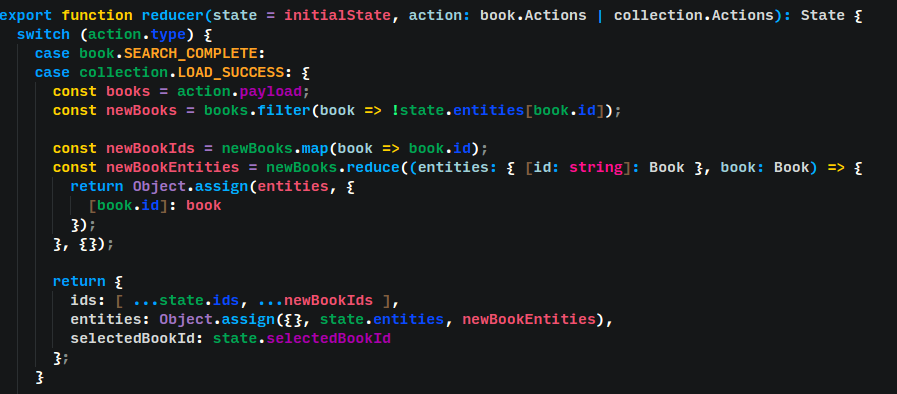 export function reducer(state = initialState, action: book.Actions | collection.Actions): State {
switch (action.type) {
case book.SEARCH_COMPLETE:
case collection.LOAD_SUCCESS: {
const books = action.payload;
const newBooks = books.filter(book => !state.entities[book.id]);
const newBookIds = newBooks.map(book => book.id);
const newBookEntities = newBooks.reduce((entities: { [id: string]: Book }, book: Book) => {
return Object.assign(entities, {
[book.id]: book
});
}, {});
return {
ids: [ ...state.ids, ...newBookIds ],
entities: Object.assign({}, state.entities, newBookEntities),
selectedBookId: state.selectedBookId
};
}